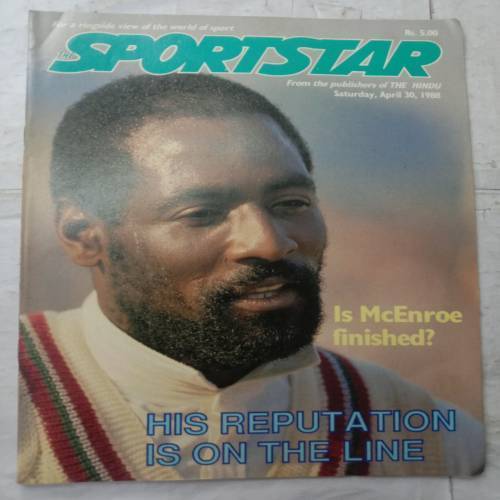 For a ringside view of the world of sport
Rs. 5.00
THE SPORTSTAR
From the publishers of THE HINDU
Saturday, April 30, 1988
Is McEnroe
finished?
HIS REPUTATION
IS ON THE LINE